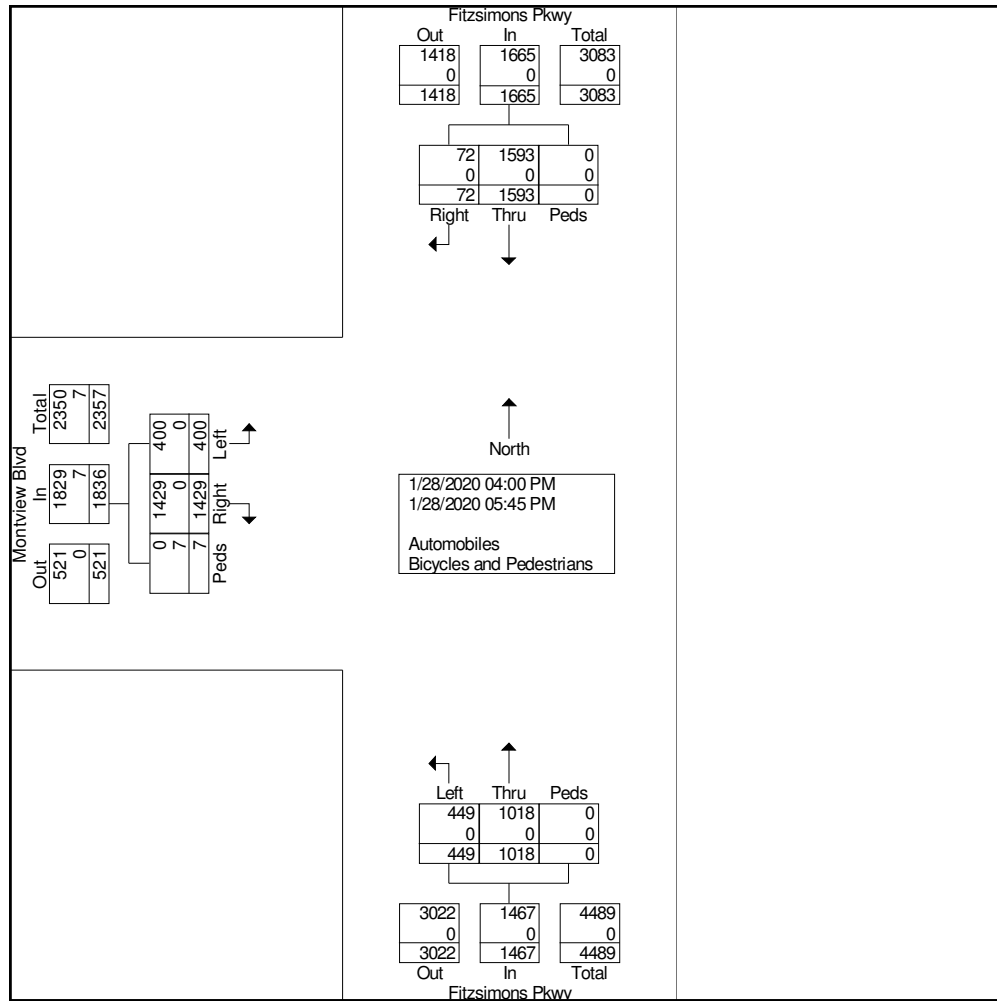 Fitzsimons Pkwy
Out In Total
1418 1665 3083
0 0 0
1418 1665 3083
72 1593 0
0 0 0
72 1593 0
Right Thru Peds
Montview Blvd
Out In Total
521 1829 2350
0 7 7
521 1836 2357
0 1429 400
7 0 0
7 1429 400
Peds Right Left
North
1/28/2020 04:00 PM
1/28/2020 05:45 PM
Automobiles
Bicycles and Pedestrians
Left Thru Peds
449 1018 0
0 0 0
449 1018 0
3022 1467 4489
0 0 0
3022 1467 4489
Out In Total
Fitzsimons Pkwy